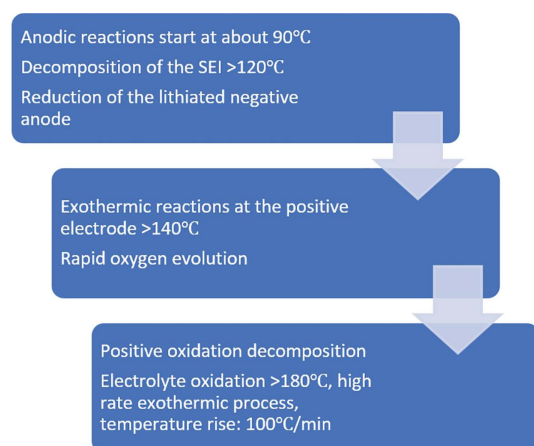 Anodic reactions start at about 90℃
Decomposition of the SEI >120℃
Reduction of the lithiated negative
anode
Exothermic reactions at the positive
electrode >140℃
Rapid oxygen evolution
Positive oxidation decomposition
Electrolyte oxidation >180℃, high
rate exothermic process,
temperature rise: 100℃/min